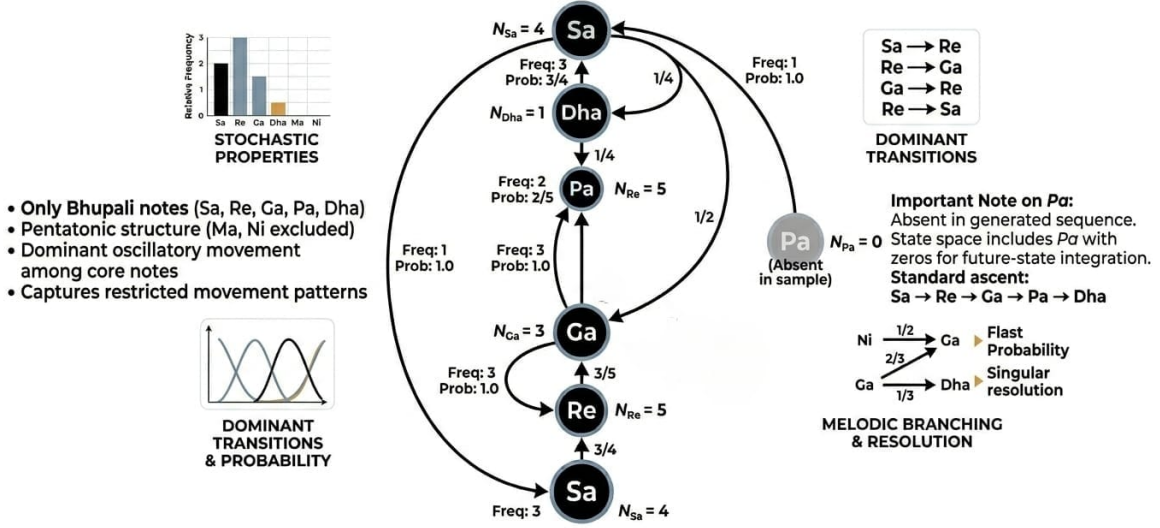 Relative Frequency
3
2
1
0
Sa Re Ga Dha Ma Ni
STOCHASTIC
PROPERTIES
• Only Bhupali notes (Sa, Re, Ga, Pa, Dha)
• Pentatonic structure (Ma, Ni excluded)
• Dominant oscillatory movement
among core notes
• Captures restricted movement patterns
DOMINANT
TRANSITIONS
& PROBABILITY
N_Sa = 4
Sa
Freq: 3
Prob: 3/4
1/4
N_Dha = 1
Dha
1/4
Freq: 2
Prob: 2/5
Pa
N_Re = 5
1/2
Freq: 1
Prob: 1.0
Freq: 3
Prob: 1.0
N_Ga = 3
Ga
Freq: 3
Prob: 1.0
3/5
Re
N_Re = 5
3/4
Sa
Freq: 3
N_Sa = 4
Freq: 1
Prob: 1.0
Pa
N_Pa = 0
(Absent
in sample)
Sa → Re
Re → Ga
Ga → Re
Re → Sa
DOMINANT
TRANSITIONS
Important Note on Pa:
Absent in generated sequence.
State space includes Pa with
zeros for future-state integration.
Standard ascent:
Sa → Re → Ga → Pa → Dha
Ni 1/2 Ga Flast
Probability
2/3
Ga 1/3 Dha Singular
resolution
MELODIC BRANCHING
& RESOLUTION